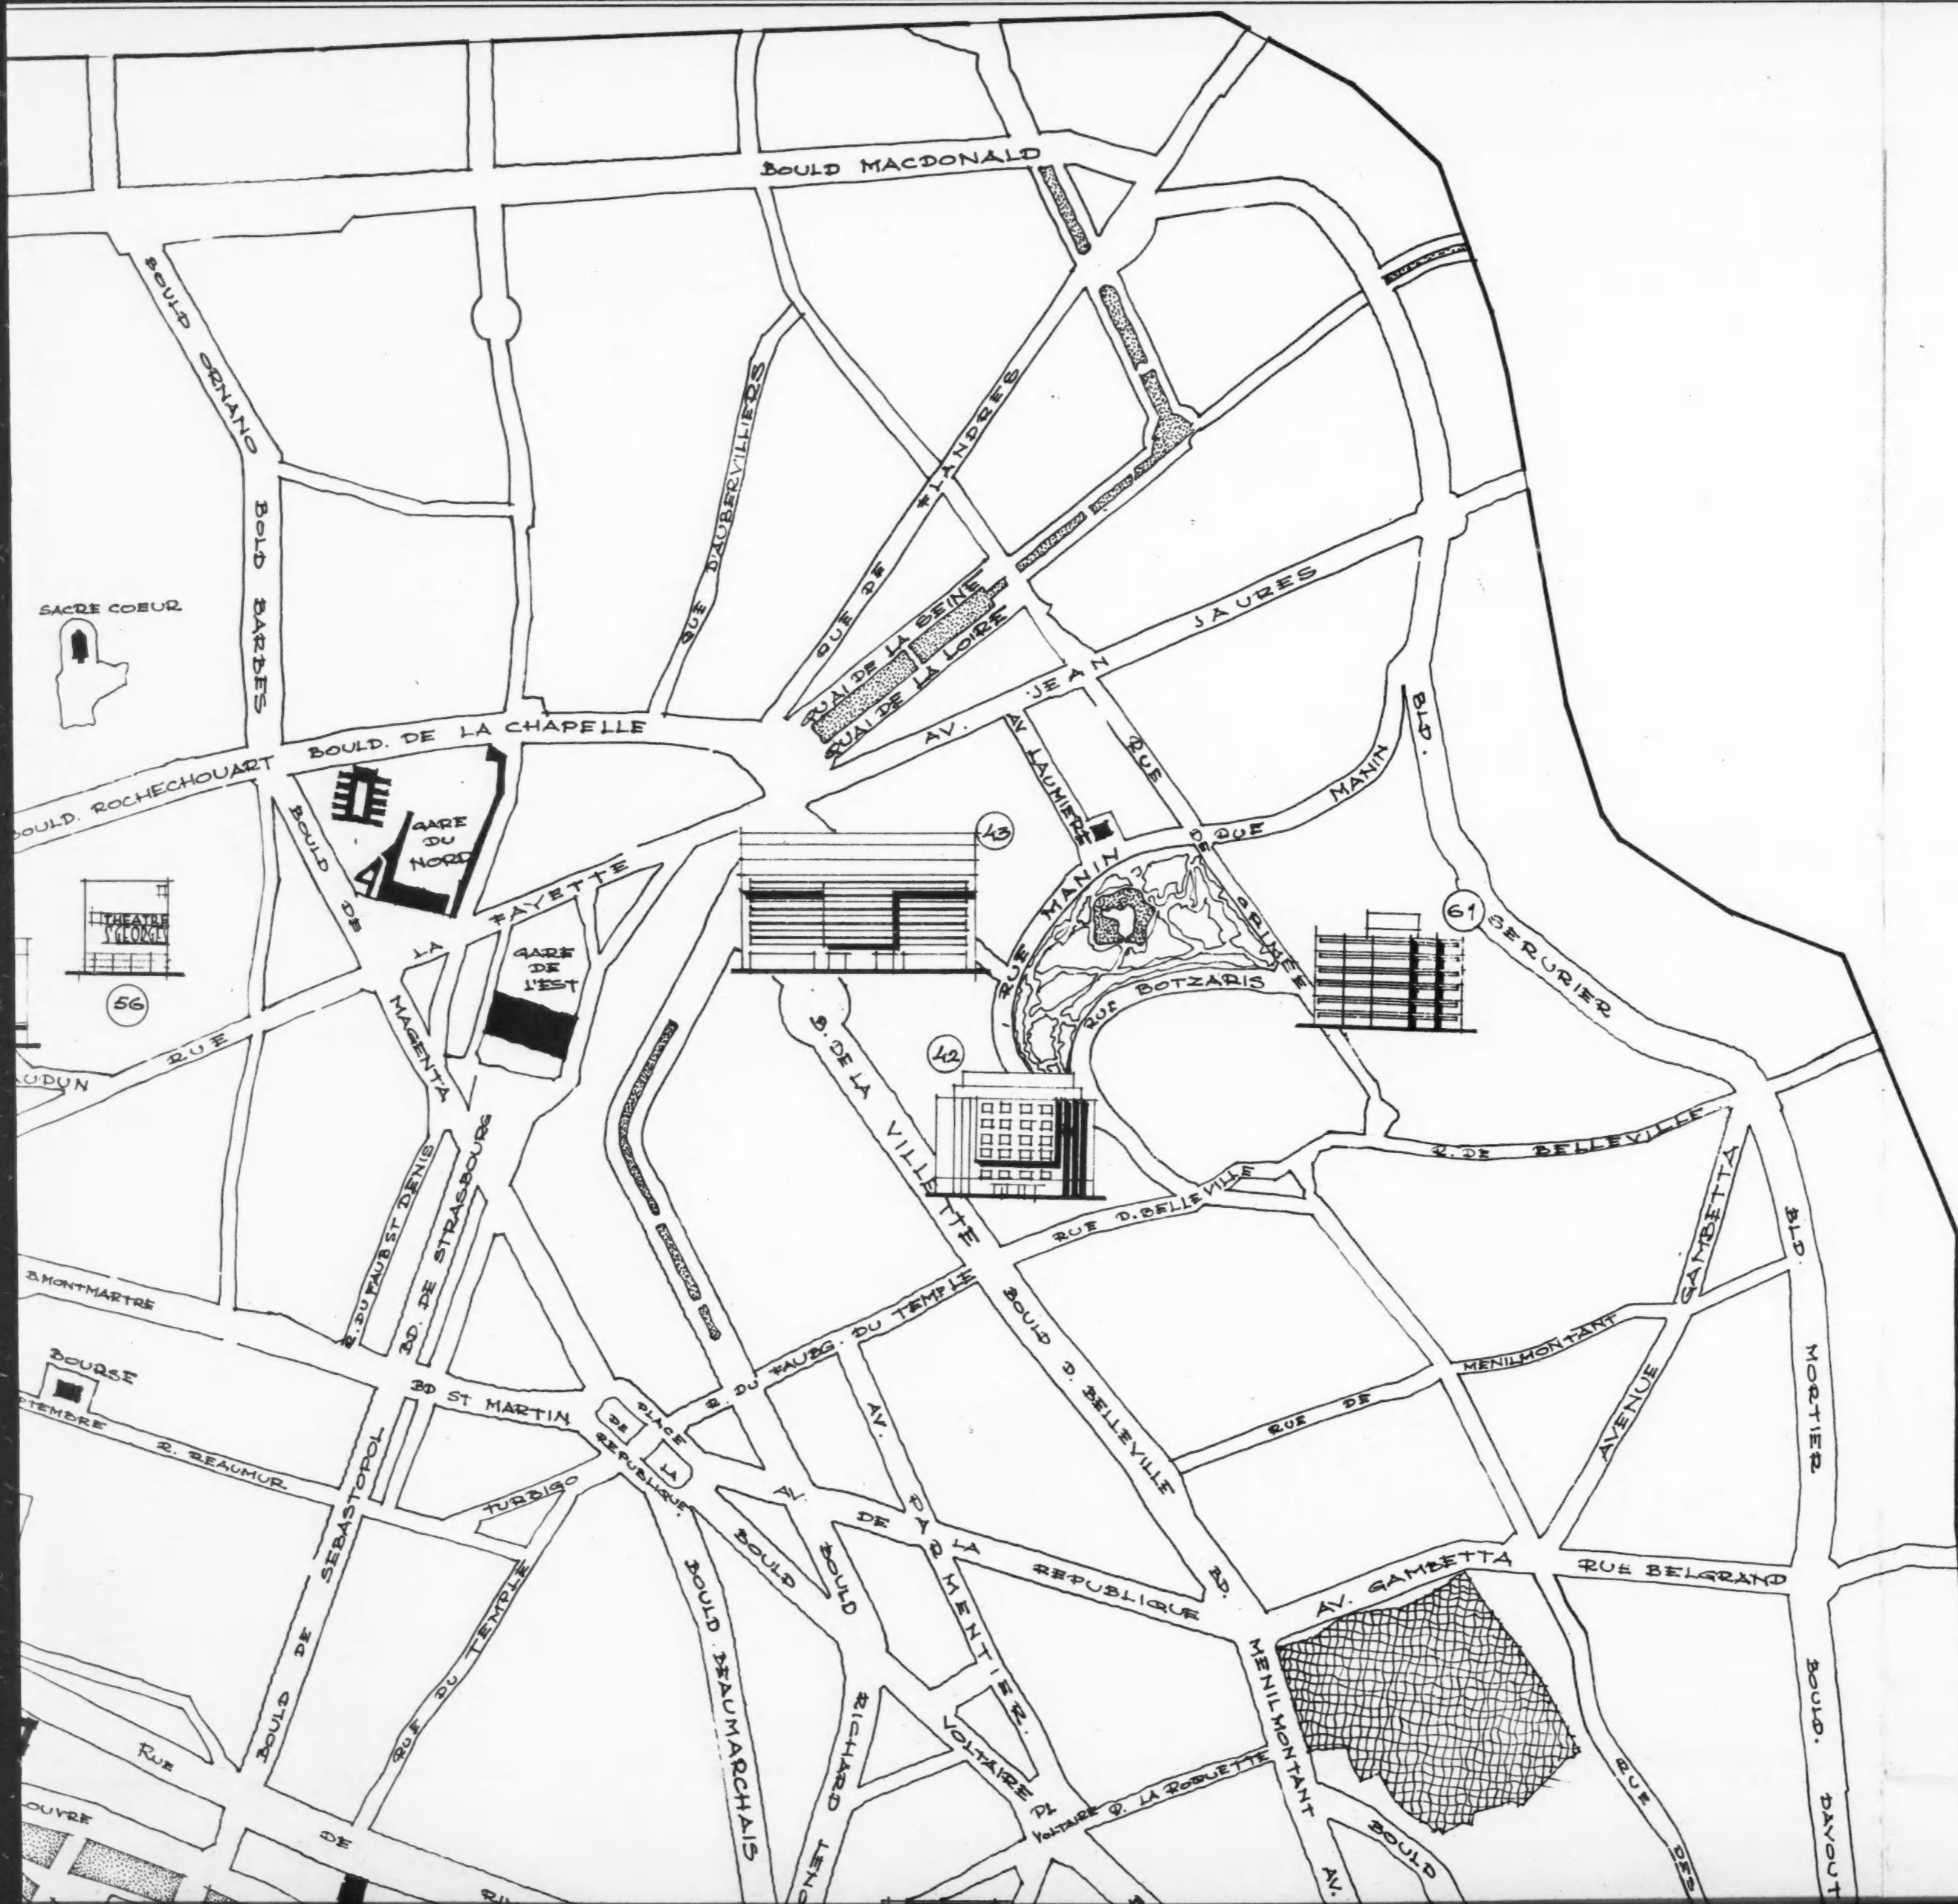 BOULD MACDONALD
BOULD ORNANO
BOLD BARBES
RUE D'AUBERVILLIERS
RUE DE FLANDRES
QUAI DE LA SEINE
QUAI DE LA LOIRE
AV. JEAN JAURES
SACRE COEUR
BOULD. DE LA CHAPELLE
BOULD. ROCHECHOUART
GARE
DU
NORD
BOULD DE MAGENTA
LA FAYETTE
GARE
DE
L'EST
THEATRE
ST GEORGES
56
43
AV LAUMIERE
RUE DE CRIMEE
RUE MANIN
RUE MANIN
RUE BOTZARIS
BLD. SERURIER
61
42
B. DE LA VILLETTE
RUE
UDUN
R. DU FAUB ST DENIS
BD. DE STRASBOURG
R. DE BELLEVILLE
RUE D. BELLEVILLE
GAMBETTA
AVENUE
BLD. MORTIER
B. MONTMARTRE
BOURSE
TEMBRE
R. REAUMUR
BD ST MARTIN
PLACE
DE
LA
REPUBLIQUE.
R. DU FAUBG. DU TEMPLE
BOULD D. BELLEVILLE
RUE DE MENILMONTANT
TURBIGO
BOULD DE SEBASTOPOL
RUE DU TEMPLE
AV. DE LA REPUBLIQUE
AV. PARMENTIER.
BOULD
BOULD
VOLTAIRE
RICHARD
ONET
BOULD. BEAUMARCHAIS
BD. MENILMONTANT
AV. GAMBETTA
RUE BELGRAND
PL
VOLTAIRE
R. LA ROQUETTE
BOULD
AV.
RUE DES
BOULD. DAVOUT
RUE DE
OUVRE